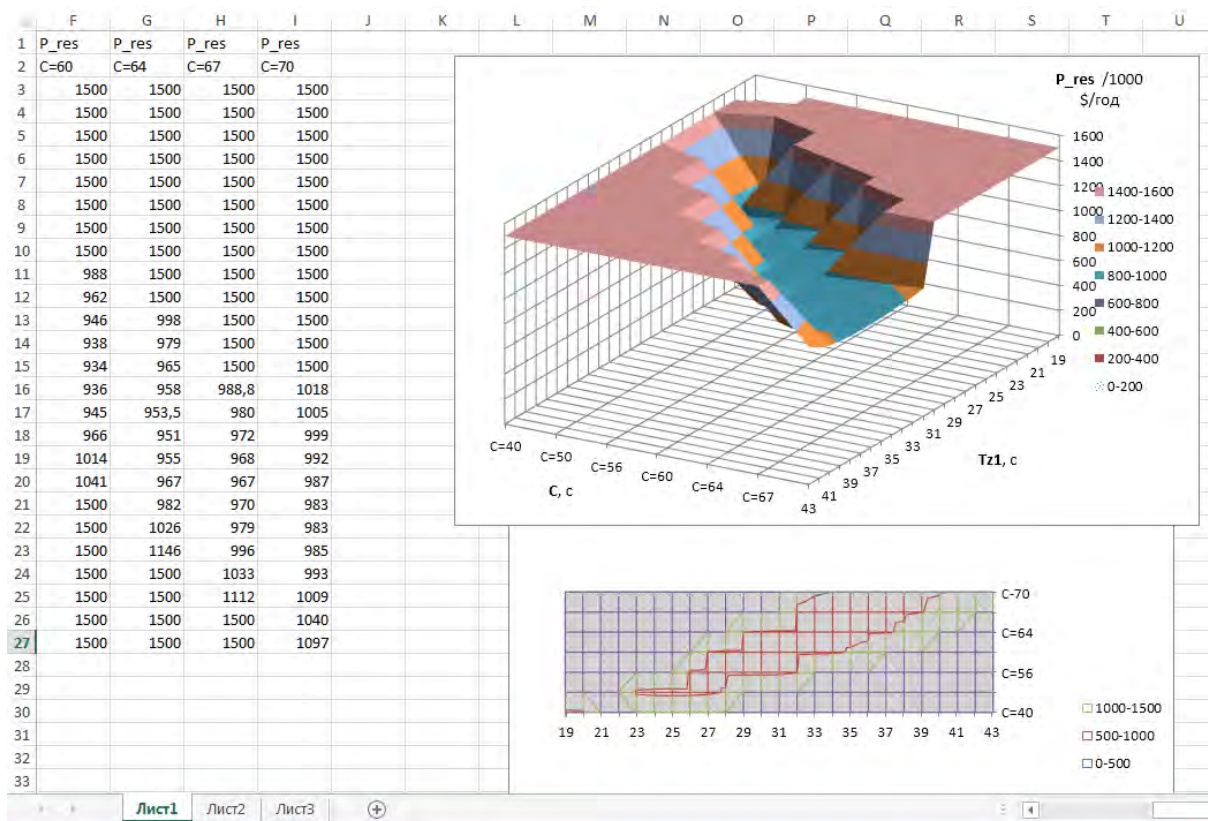 F G H I J K L M N O P Q R S T U
1 P_res P_res P_res P_res
2 C=60 C=64 C=67 C=70
3 1500 1500 1500 1500
4 1500 1500 1500 1500
5 1500 1500 1500 1500
6 1500 1500 1500 1500
7 1500 1500 1500 1500
8 1500 1500 1500 1500
9 1500 1500 1500 1500
10 1500 1500 1500 1500
11 988 1500 1500 1500
12 962 1500 1500 1500
13 946 998 1500 1500
14 938 979 1500 1500
15 934 965 1500 1500
16 936 958 988,8 1018
17 945 953,5 980 1005
18 966 951 972 999
19 1014 955 968 992
20 1041 967 967 987
21 1500 982 970 983
22 1500 1026 979 983
23 1500 1146 996 985
24 1500 1500 1033 993
25 1500 1500 1112 1009
26 1500 1500 1500 1040
27 1500 1500 1500 1097
28
29
30
31
32
33
P_res /1000
$/год
1600
1400
1200
1000
800
600
400
200
0
1400-1600
1200-1400
1000-1200
800-1000
600-800
400-600
200-400
0-200
C=40 C=50 C=56 C=60 C=64 C=67
C, с
43 41 39 37 35 33 31 29 27 25 23 21 19
Tz1, с
C-70
C=64
C=56
C=40
19 21 23 25 27 29 31 33 35 37 39 41 43
1000-1500
500-1000
0-500
Лист1 Лист2 Лист3